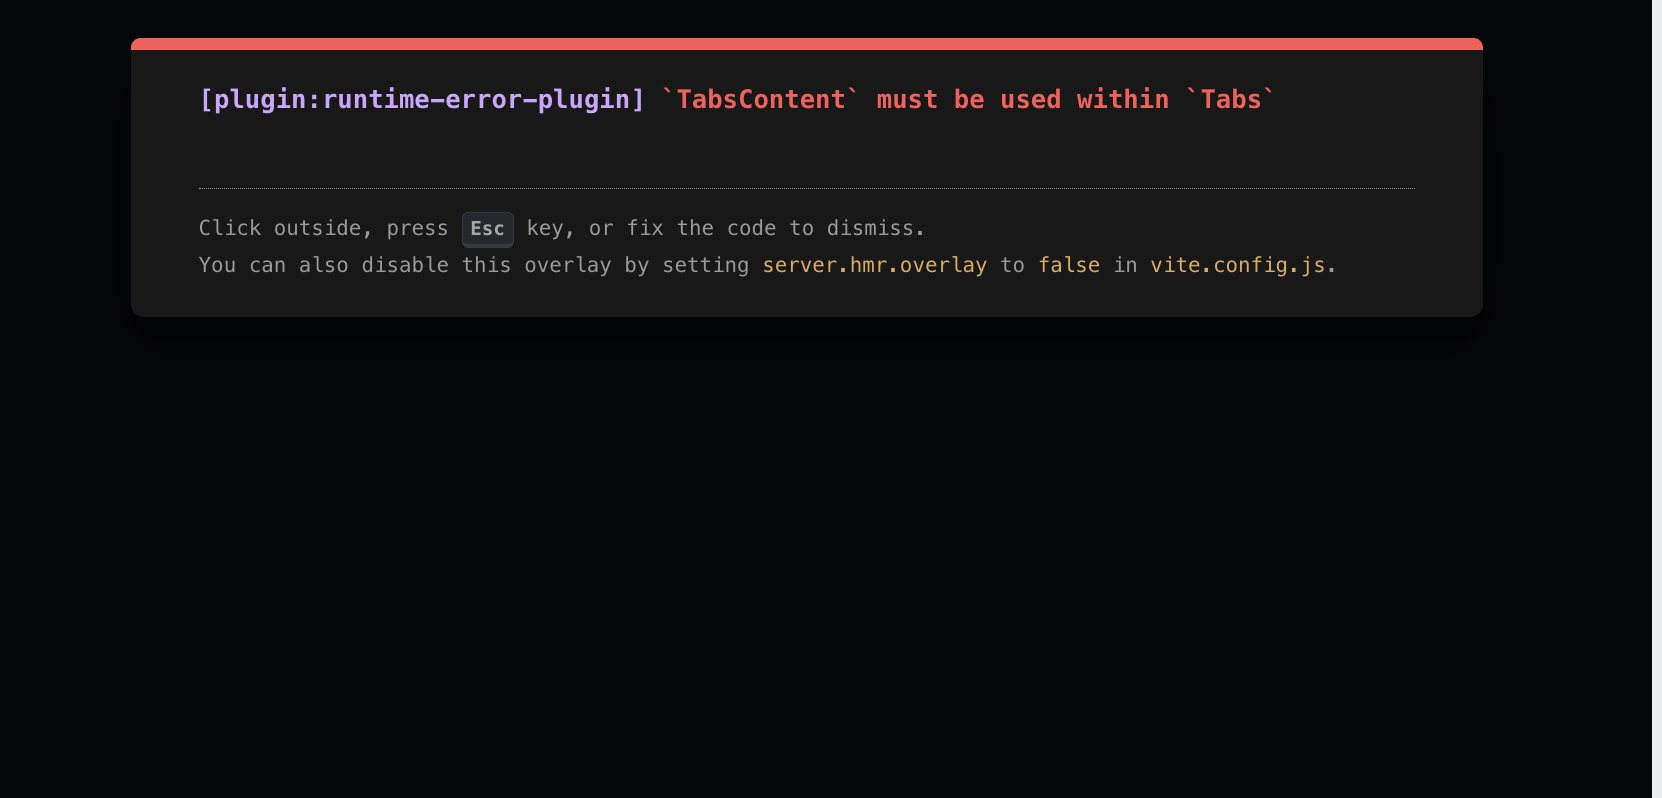 [plugin:runtime-error-plugin] `TabsContent` must be used within `Tabs`
Click outside, press Esc key, or fix the code to dismiss.
You can also disable this overlay by setting server.hmr.overlay to false in vite.config.js.